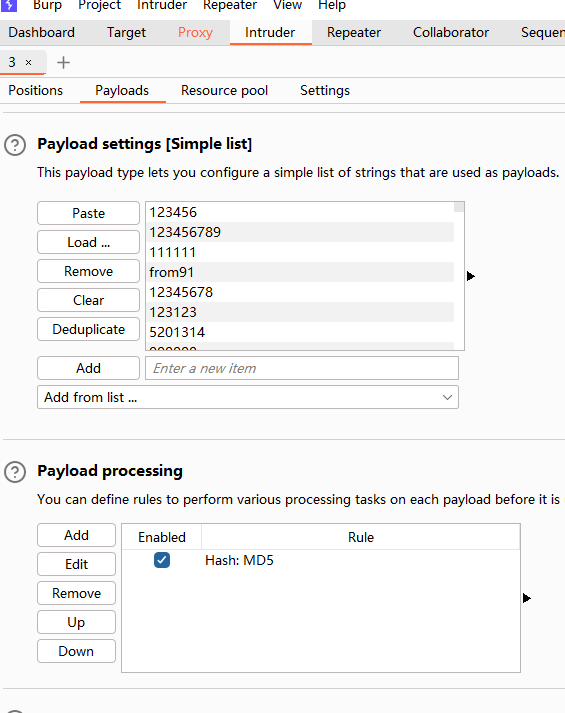 Burp Project Intruder Repeater View Help
Dashboard Target Proxy Intruder Repeater Collaborator Sequen
3 × +
Positions Payloads Resource pool Settings
? Payload settings [Simple list]
This payload type lets you configure a simple list of strings that are used as payloads.
Paste
Load ...
Remove
Clear
Deduplicate
123456
123456789
111111
from91
12345678
123123
5201314
Add Enter a new item
Add from list ...
? Payload processing
You can define rules to perform various processing tasks on each payload before it is
Add
Edit
Remove
Up
Down
Enabled Rule
Hash: MD5